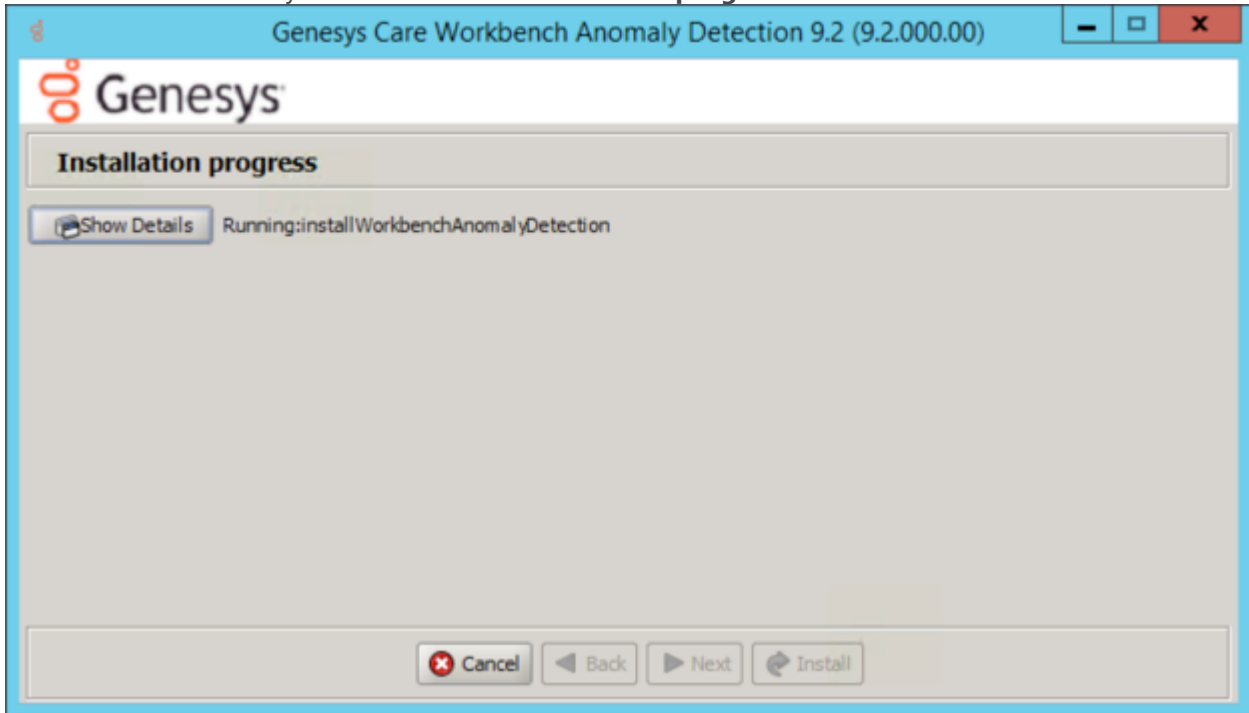 Genesys Care Workbench Anomaly Detection 9.2 (9.2.000.00)
Genesys
Installation progress
Show Details Running:installWorkbenchAnomalyDetection
Cancel Back Next Install